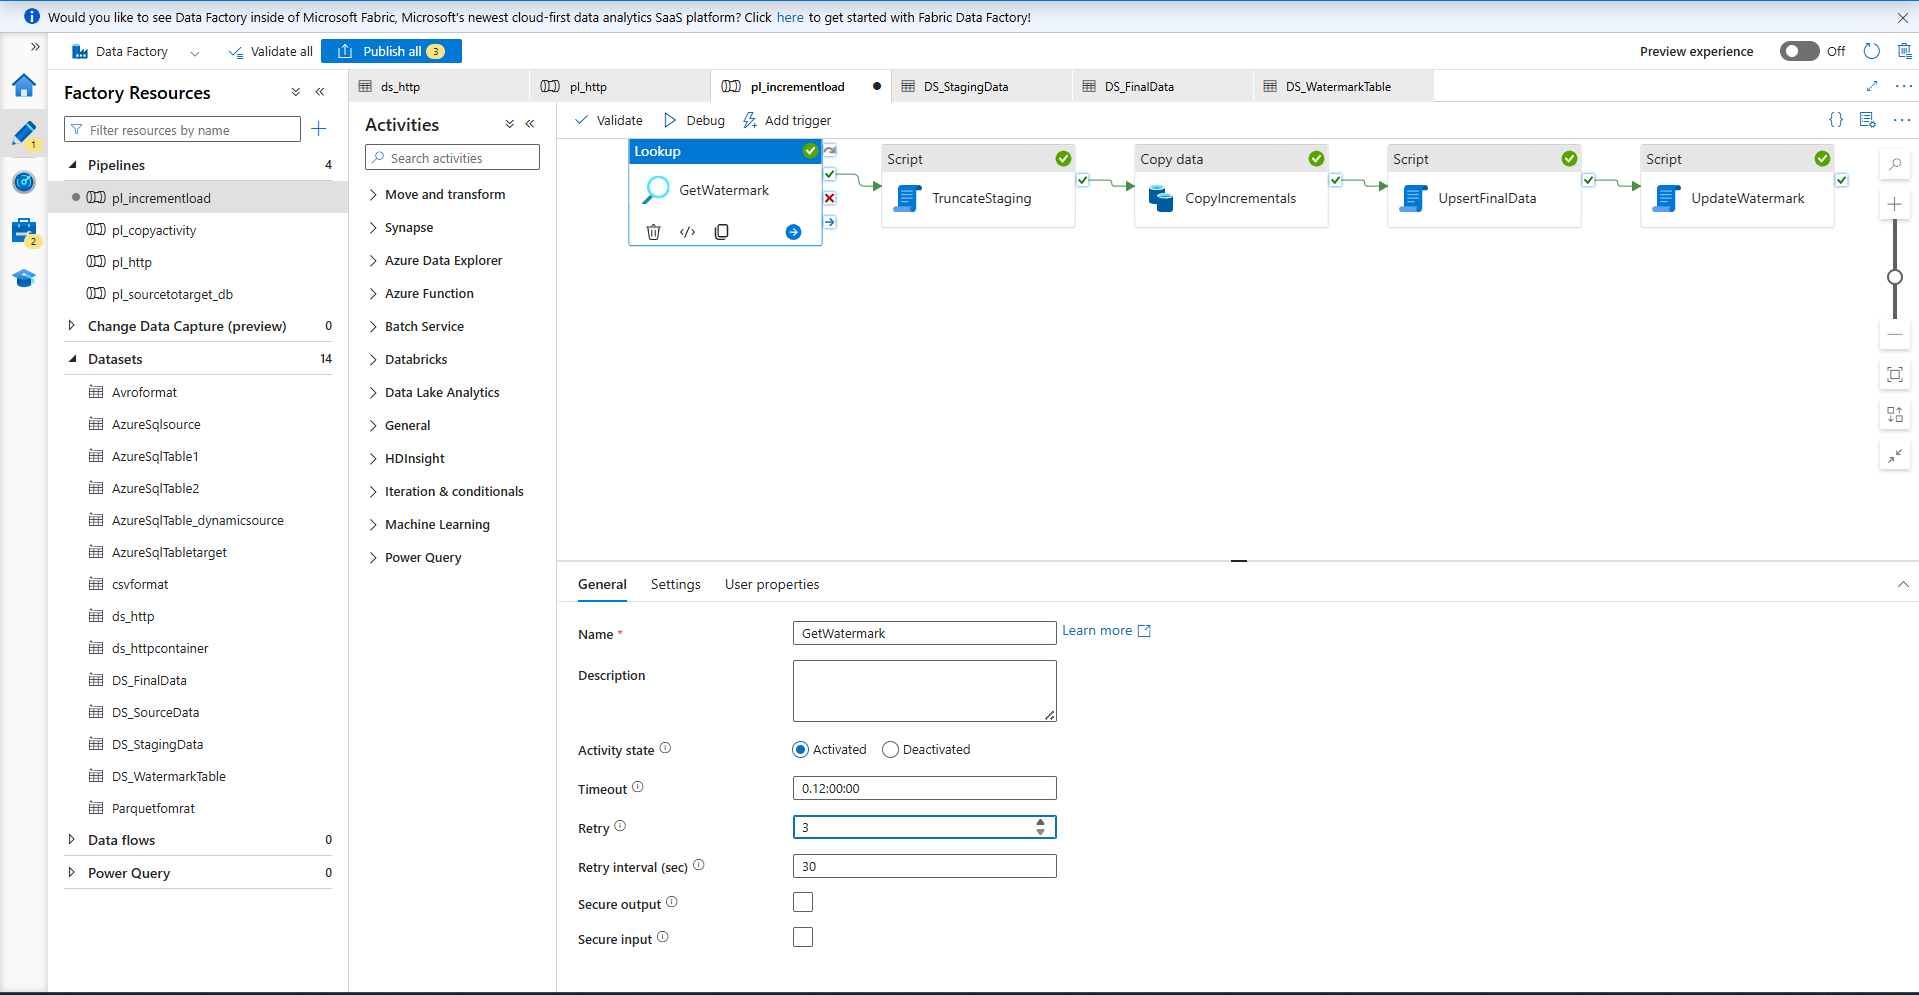 Would you like to see Data Factory inside of Microsoft Fabric, Microsoft's newest cloud-first data analytics SaaS platform? Click here to get started with Fabric Data Factory!
Data Factory
Validate all
Publish all 3
Preview experience
Off
1
2
Factory Resources
Filter resources by name
Pipelines 4
pl_incrementload
pl_copyactivity
pl_http
pl_sourcetotarget_db
Change Data Capture (preview) 0
Datasets 14
Avroformat
AzureSqlsource
AzureSqlTable1
AzureSqlTable2
AzureSqlTable_dynamicsource
AzureSqlTabletarget
csvformat
ds_http
ds_httpcontainer
DS_FinalData
DS_SourceData
DS_StagingData
DS_WatermarkTable
Parquetfomrat
Data flows 0
Power Query 0
ds_http
pl_http
pl_incrementload
DS_StagingData
DS_FinalData
DS_WatermarkTable
Activities
Search activities
Move and transform
Synapse
Azure Data Explorer
Azure Function
Batch Service
Databricks
Data Lake Analytics
General
HDInsight
Iteration & conditionals
Machine Learning
Power Query
Validate
Debug
Add trigger
{}
Lookup
GetWatermark
Script
TruncateStaging
Copy data
CopyIncrementals
Script
UpsertFinalData
Script
UpdateWatermark
General
Settings
User properties
Name *
GetWatermark
Learn more
Description
Activity state
Activated
Deactivated
Timeout
0.12:00:00
Retry
3
Retry interval (sec)
30
Secure output
Secure input